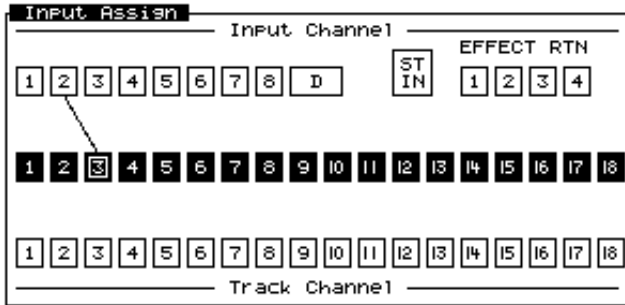 Input Assign
Input Channel
EFFECT RTN
1 2 3 4 5 6 7 8 D ST IN 1 2 3 4
1 2 3 4 5 6 7 8 9 10 11 12 13 14 15 16 17 18
1 2 3 4 5 6 7 8 9 10 11 12 13 14 15 16 17 18
Track Channel